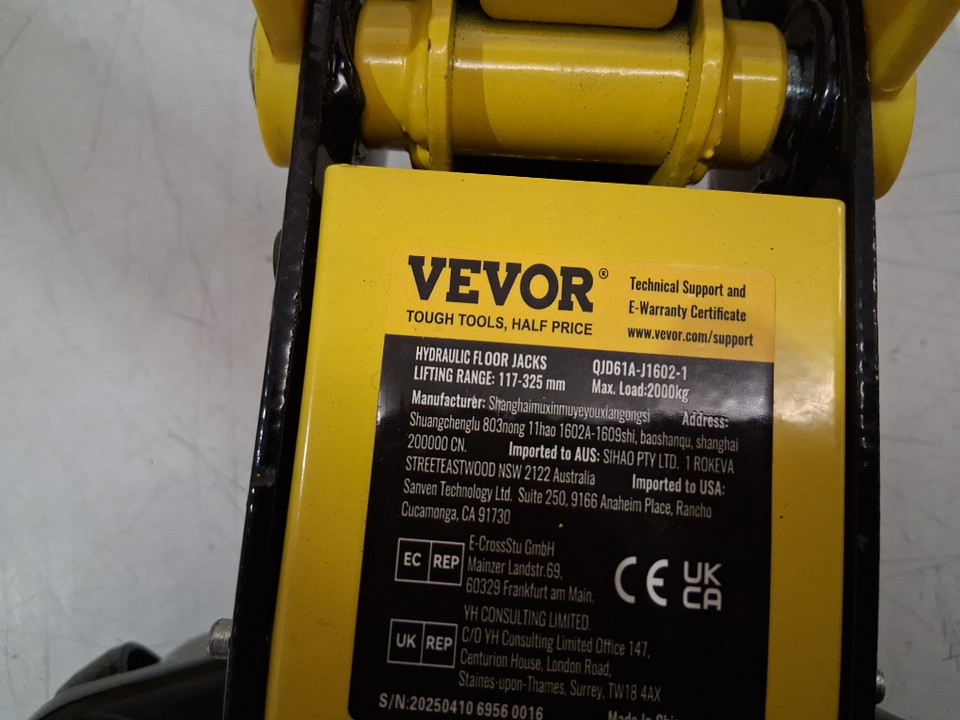 VEVOR®
TOUGH TOOLS, HALF PRICE
Technical Support and
E-Warranty Certificate
www.vevor.com/support
HYDRAULIC FLOOR JACKS QJD61A-J1602-1
LIFTING RANGE: 117-325 mm Max. Load:2000kg
Manufacturer: Shanghaimuxinmuyeyouxiangongsi Address:
Shuangchenglu 803nong 11hao 1602A-1609shi, baoshanqu, shanghai
200000 CN. Imported to AUS: SIHAO PTY LTD. 1 ROKEVA
STREETEASTWOOD NSW 2122 Australia Imported to USA:
Sanven Technology Ltd. Suite 250, 9166 Anaheim Place, Rancho
Cucamonga, CA 91730
EC REP
E-CrossStu GmbH
Mainzer Landstr.69,
60329 Frankfurt am Main.
CE UK
CA
UK REP
YH CONSULTING LIMITED.
C/O YH Consulting Limited Office 147,
Centurion House, London Road,
Staines-upon-Thames, Surrey, TW18 4AX
S/N:20250410 6956 0016 Made In